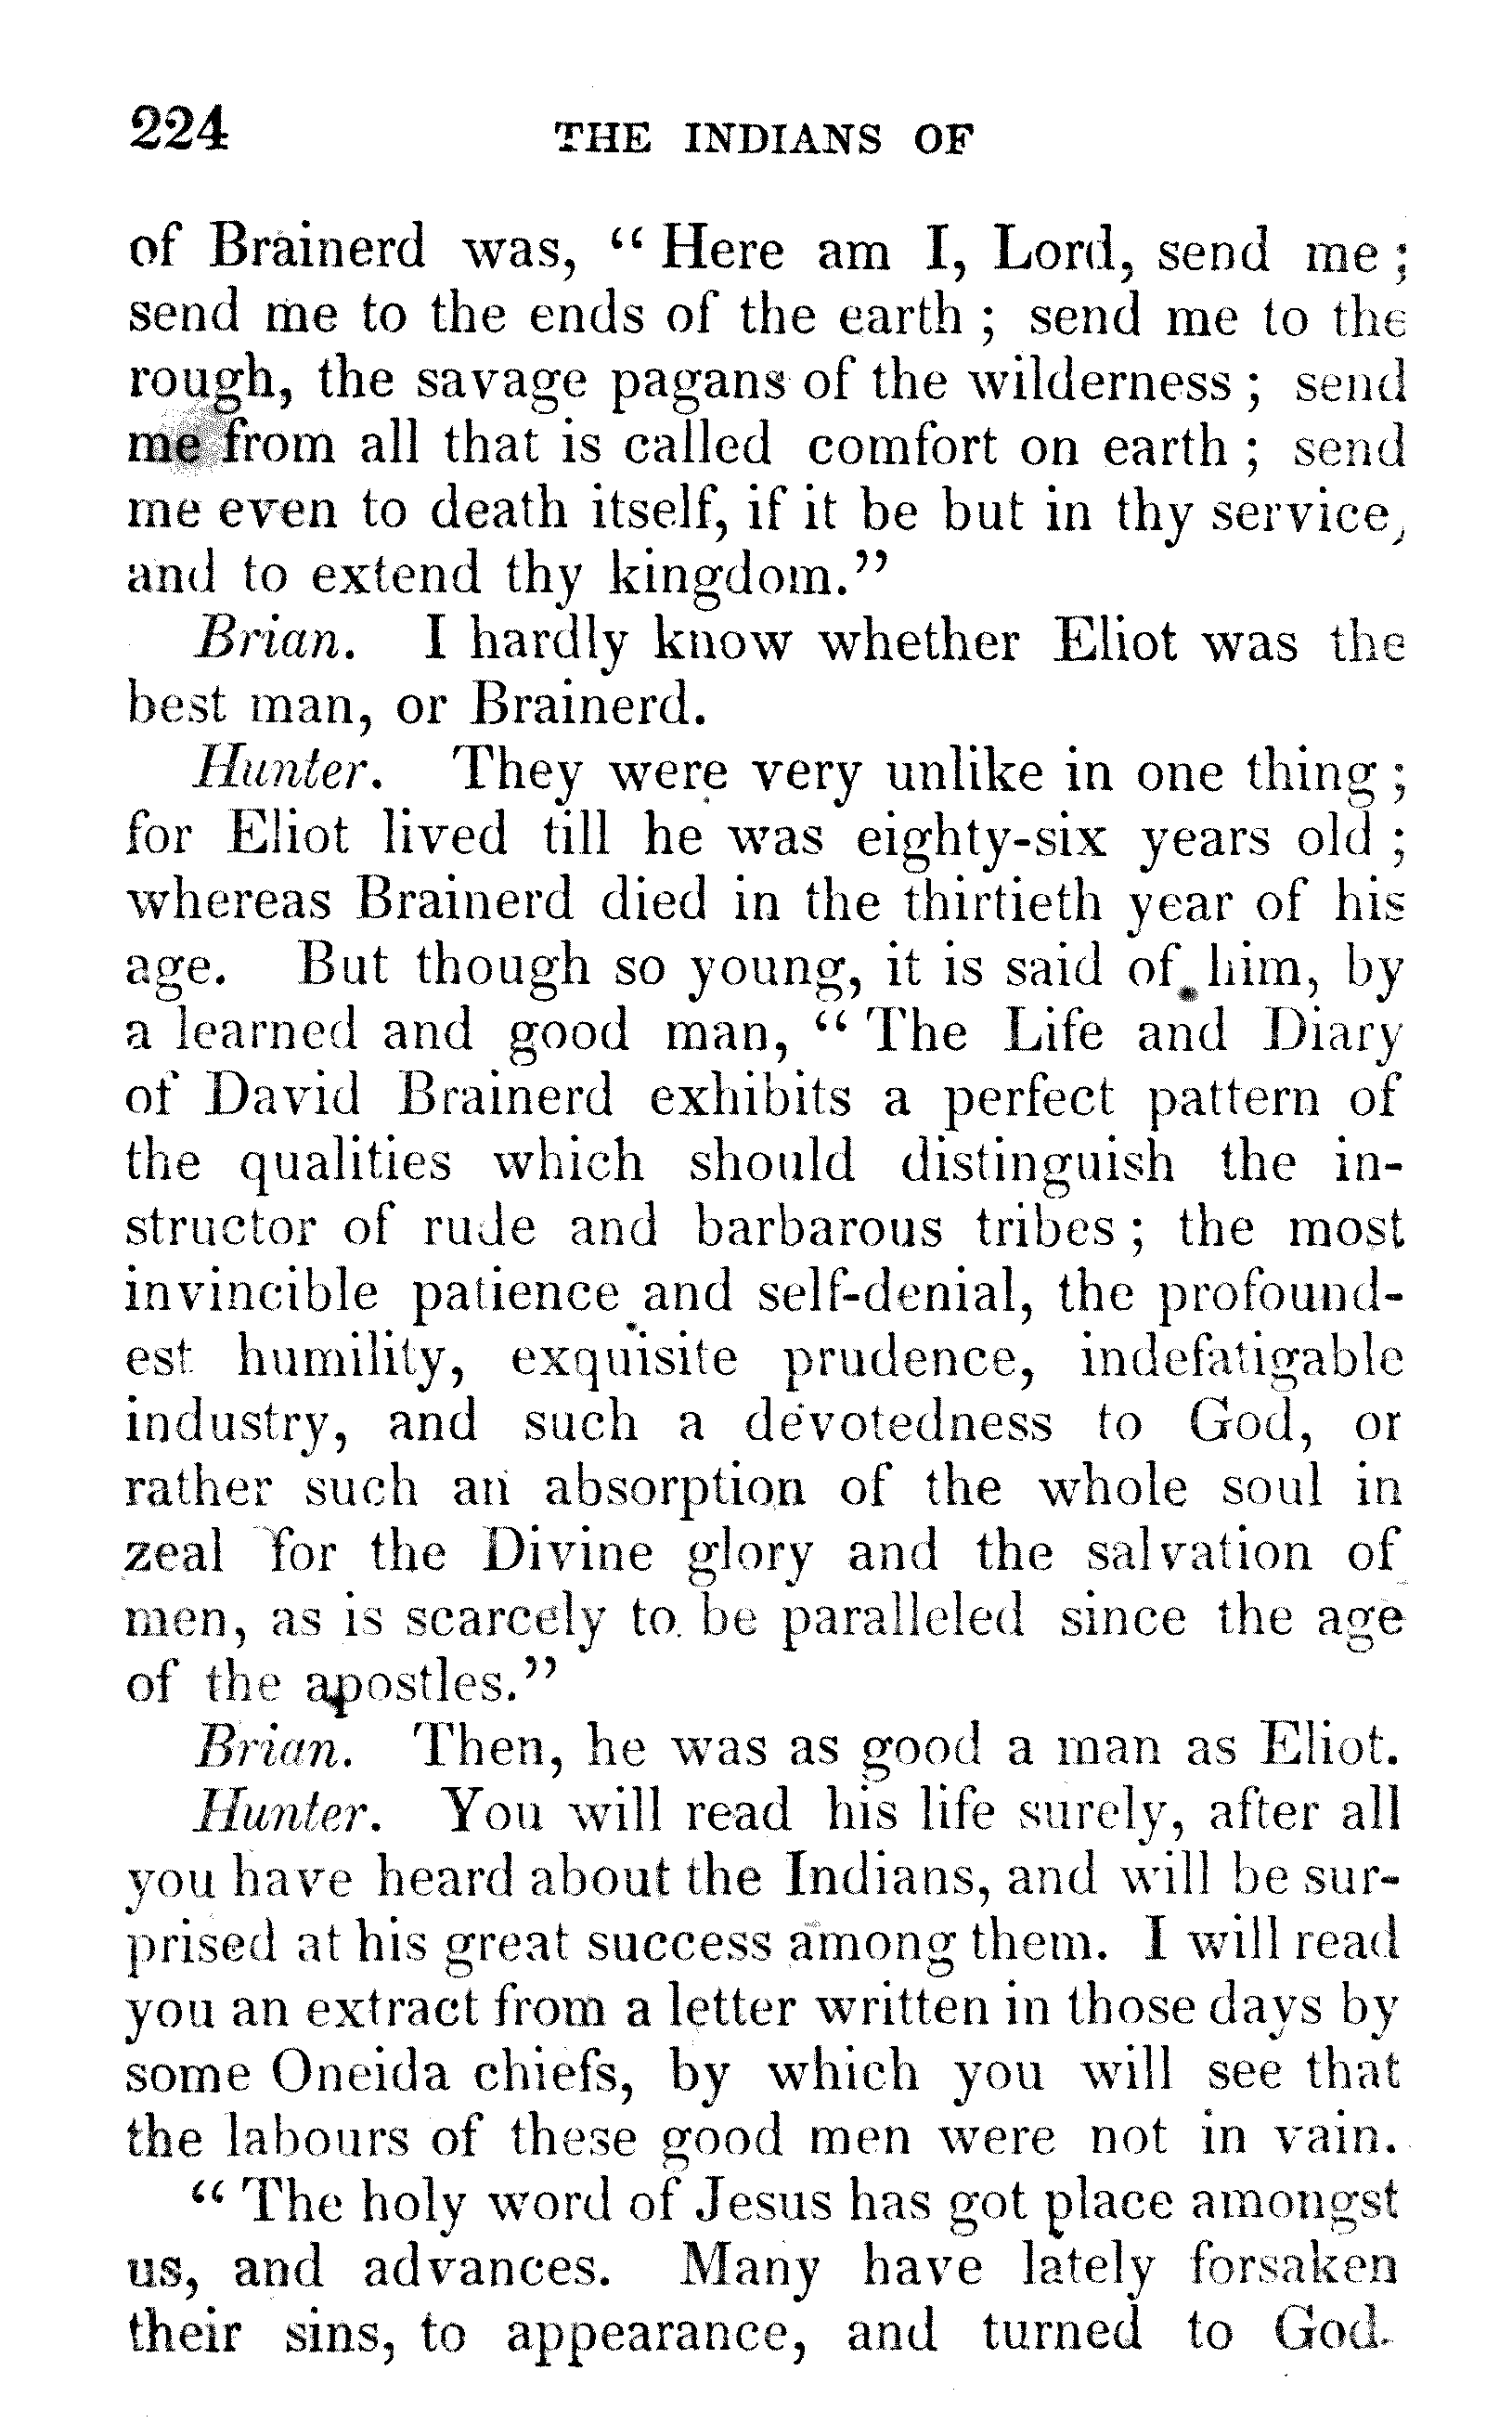 224 THE INDIANS OF
of Brainerd was, “ Here am I, Lord, send me ;
send me to the ends of the earth ; send me to the
rough, the savage pagans of the wilderness ; send
me from all that is called comfort on earth ; send
me even to death itself, if it be but in thy service,
and to extend thy kingdom.”
Brian. I hardly know whether Eliot was the
best man, or Brainerd.
Hunter. They were very unlike in one thing ;
for Eliot lived till he was eighty-six years old ;
whereas Brainerd died in the thirtieth year of his
age. But though so young, it is said of him, by
a learned and good man, “ The Life and Diary
of David Brainerd exhibits a perfect pattern of
the qualities which should distinguish the in-
structor of rude and barbarous tribes ; the most
invincible patience and self-denial, the profound-
est humility, exquisite prudence, indefatigable
industry, and such a devotedness to God, or
rather such an absorption of the whole soul in
zeal for the Divine glory and the salvation of
men, as is scarcely to be paralleled since the age
of the apostles.”
Brian. Then, he was as good a man as Eliot.
Hunter. You will read his life surely, after all
you have heard about the Indians, and will be sur-
prised at his great success among them. I will read
you an extract from a letter written in those days by
some Oneida chiefs, by which you will see that
the labours of these good men were not in vain.
“ The holy word of Jesus has got place amongst
us, and advances. Many have lately forsaken
their sins, to appearance, and turned to God.